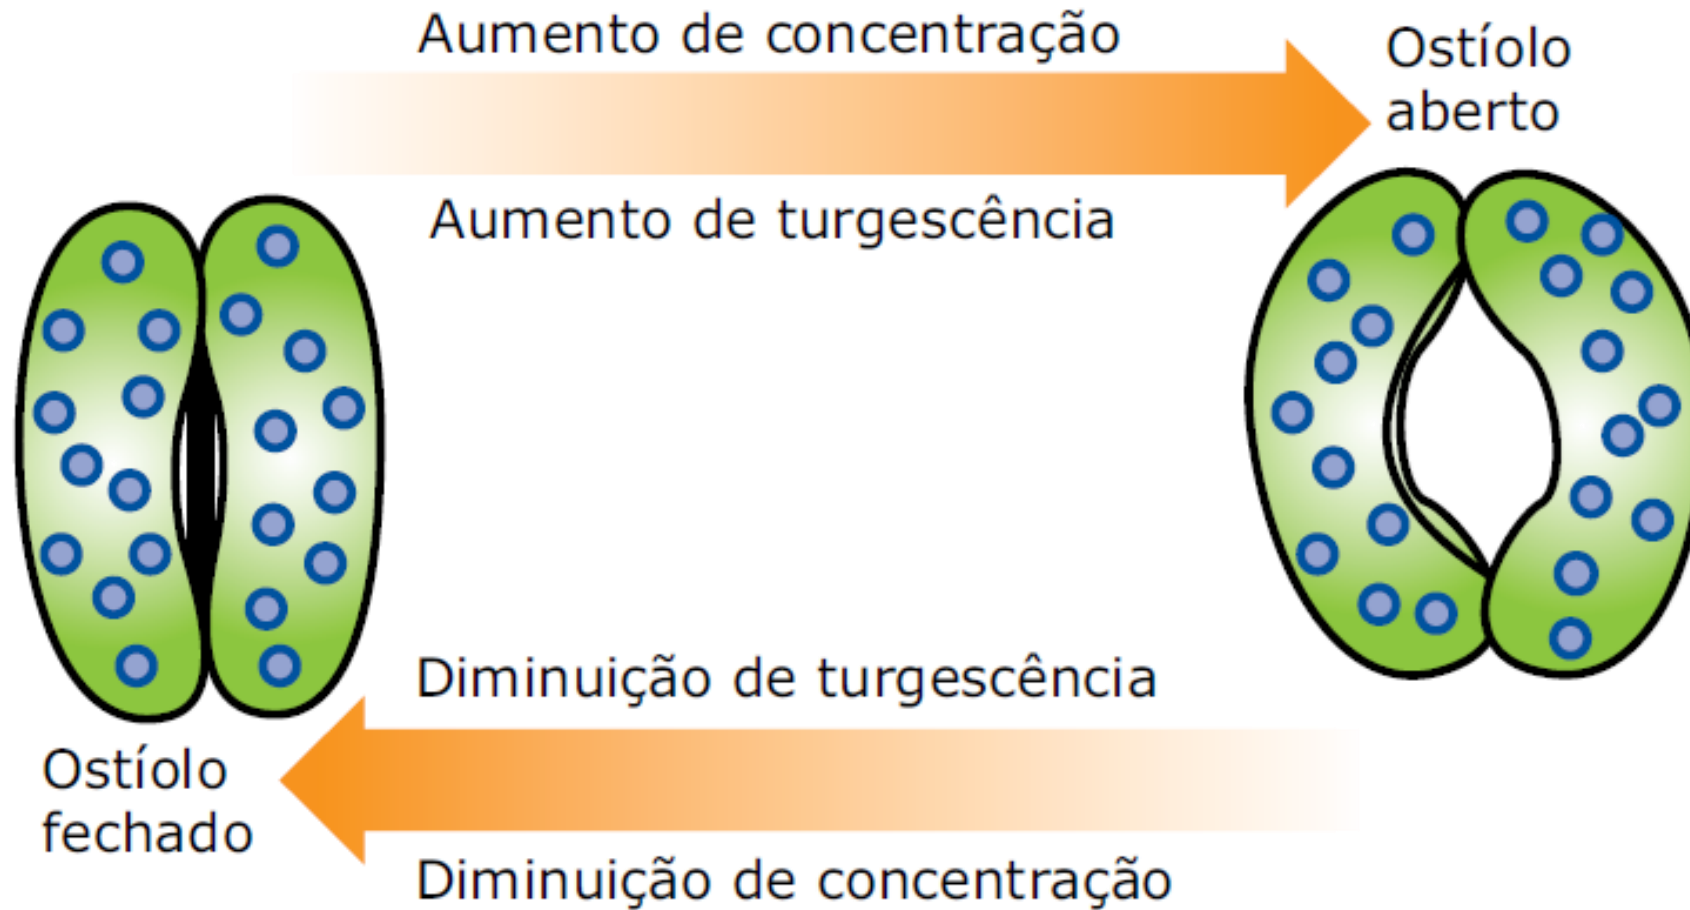 Aumento de concentração
Ostíolo
aberto
Aumento de turgescência
Diminuição de turgescência
Ostíolo
fechado
Diminuição de concentração